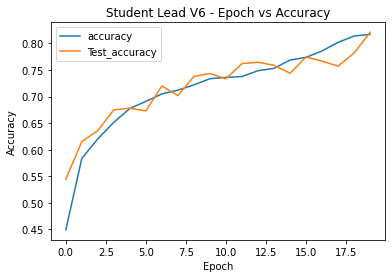 Student Lead V6 - Epoch vs Accuracy
accuracy
Test_accuracy
0.80
0.75
0.70
0.65
0.60
0.55
0.50
0.45
Accuracy
0.0 2.5 5.0 7.5 10.0 12.5 15.0 17.5
Epoch